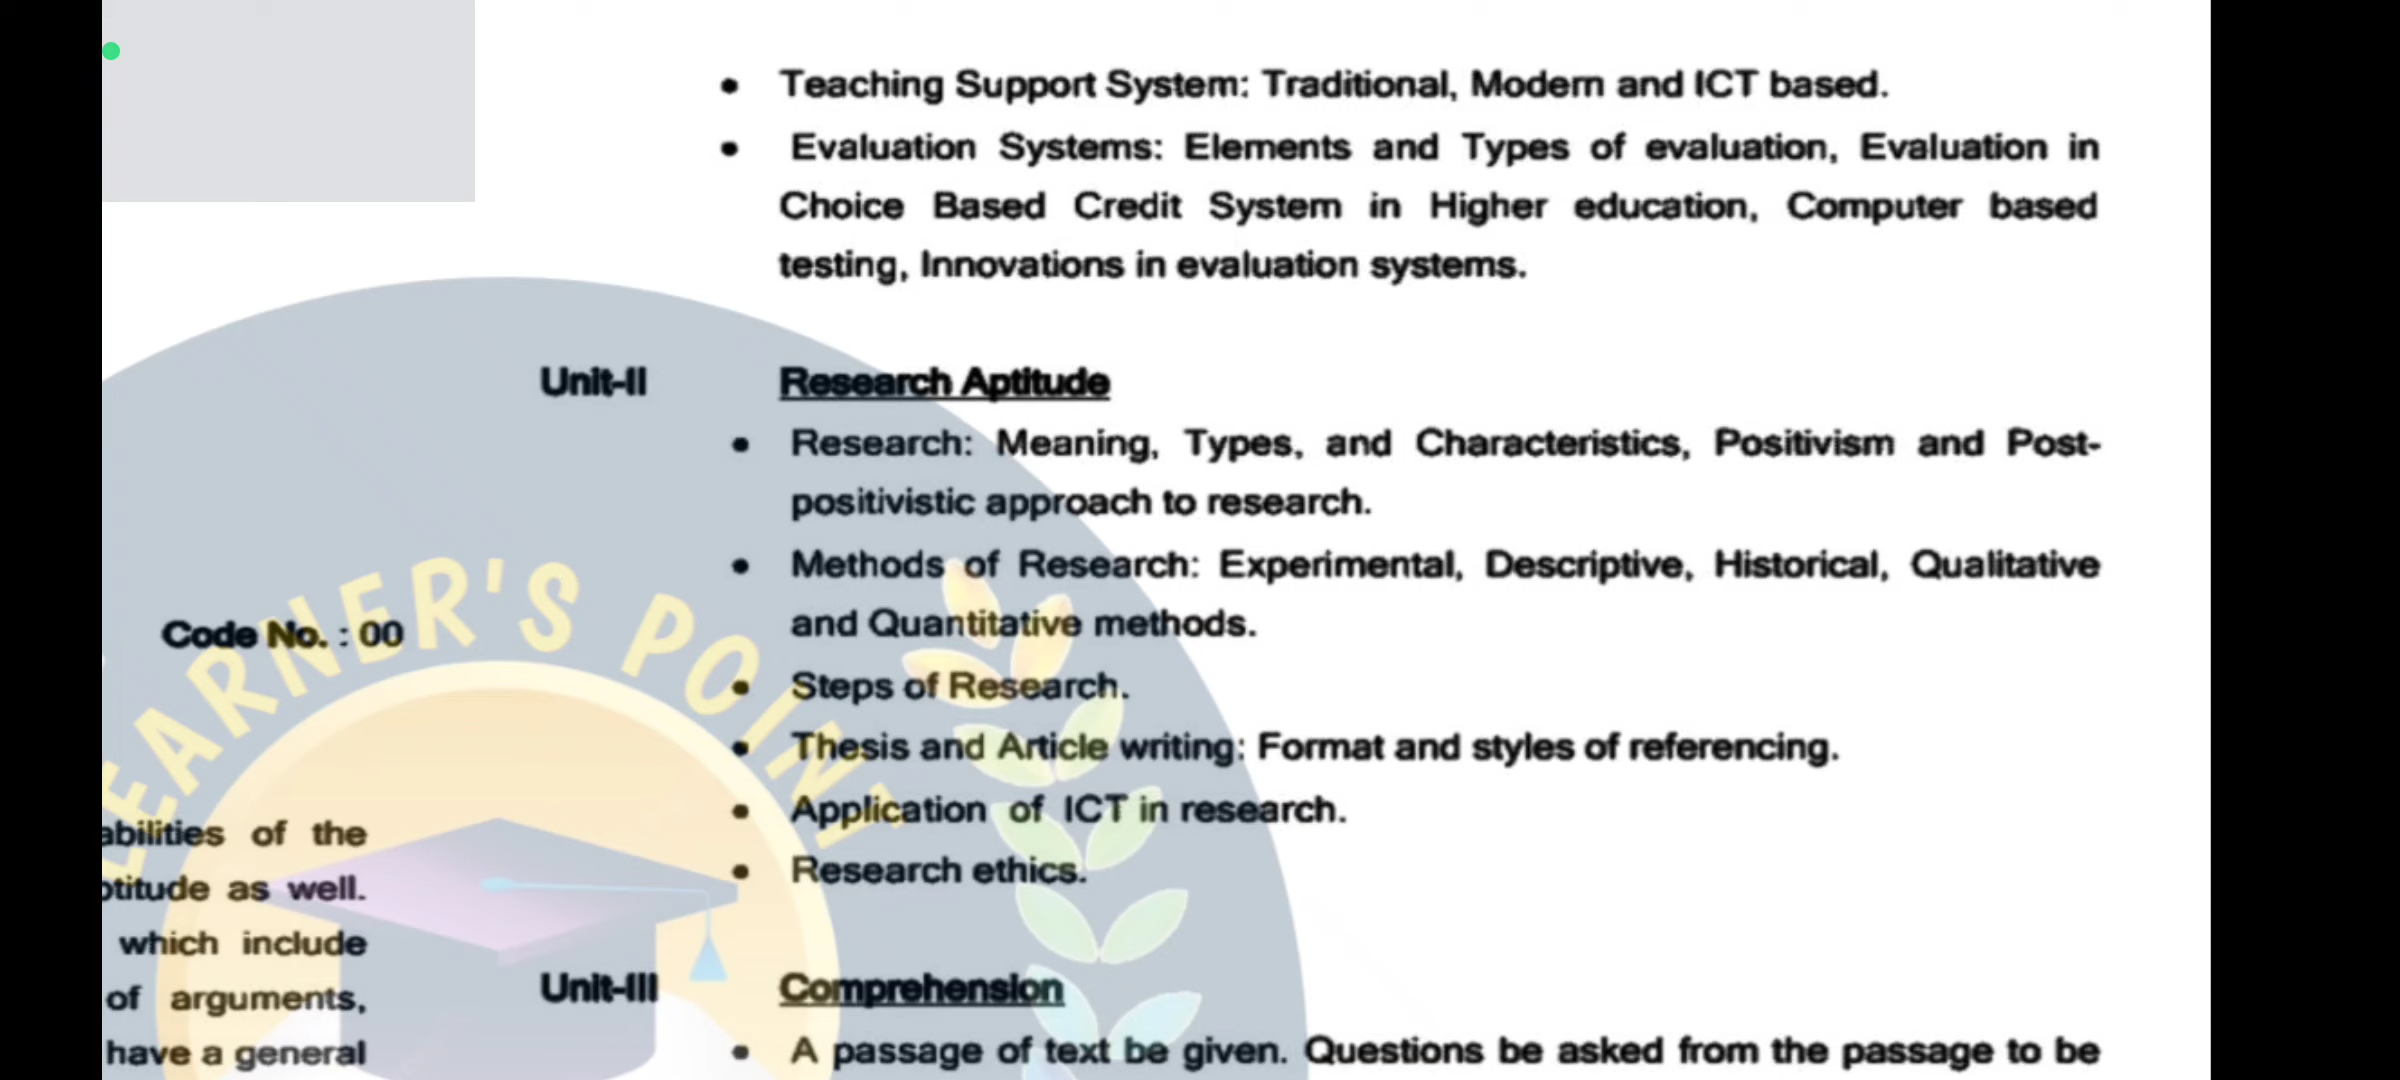 • Teaching Support System: Traditional, Modern and ICT based.
• Evaluation Systems: Elements and Types of evaluation, Evaluation in
Choice Based Credit System in Higher education, Computer based
testing, Innovations in evaluation systems.
Unit-II Research Aptitude
• Research: Meaning, Types, and Characteristics, Positivism and Post-
positivistic approach to research.
• Methods of Research: Experimental, Descriptive, Historical, Qualitative
and Quantitative methods.
• Steps of Research.
• Thesis and Article writing: Format and styles of referencing.
• Application of ICT in research.
• Research ethics.
Unit-III Comprehension
• A passage of text be given. Questions be asked from the passage to be
Code No. : 00
abilities of the
as well.
which include
of arguments,
have a general
LEARNER'S POINT